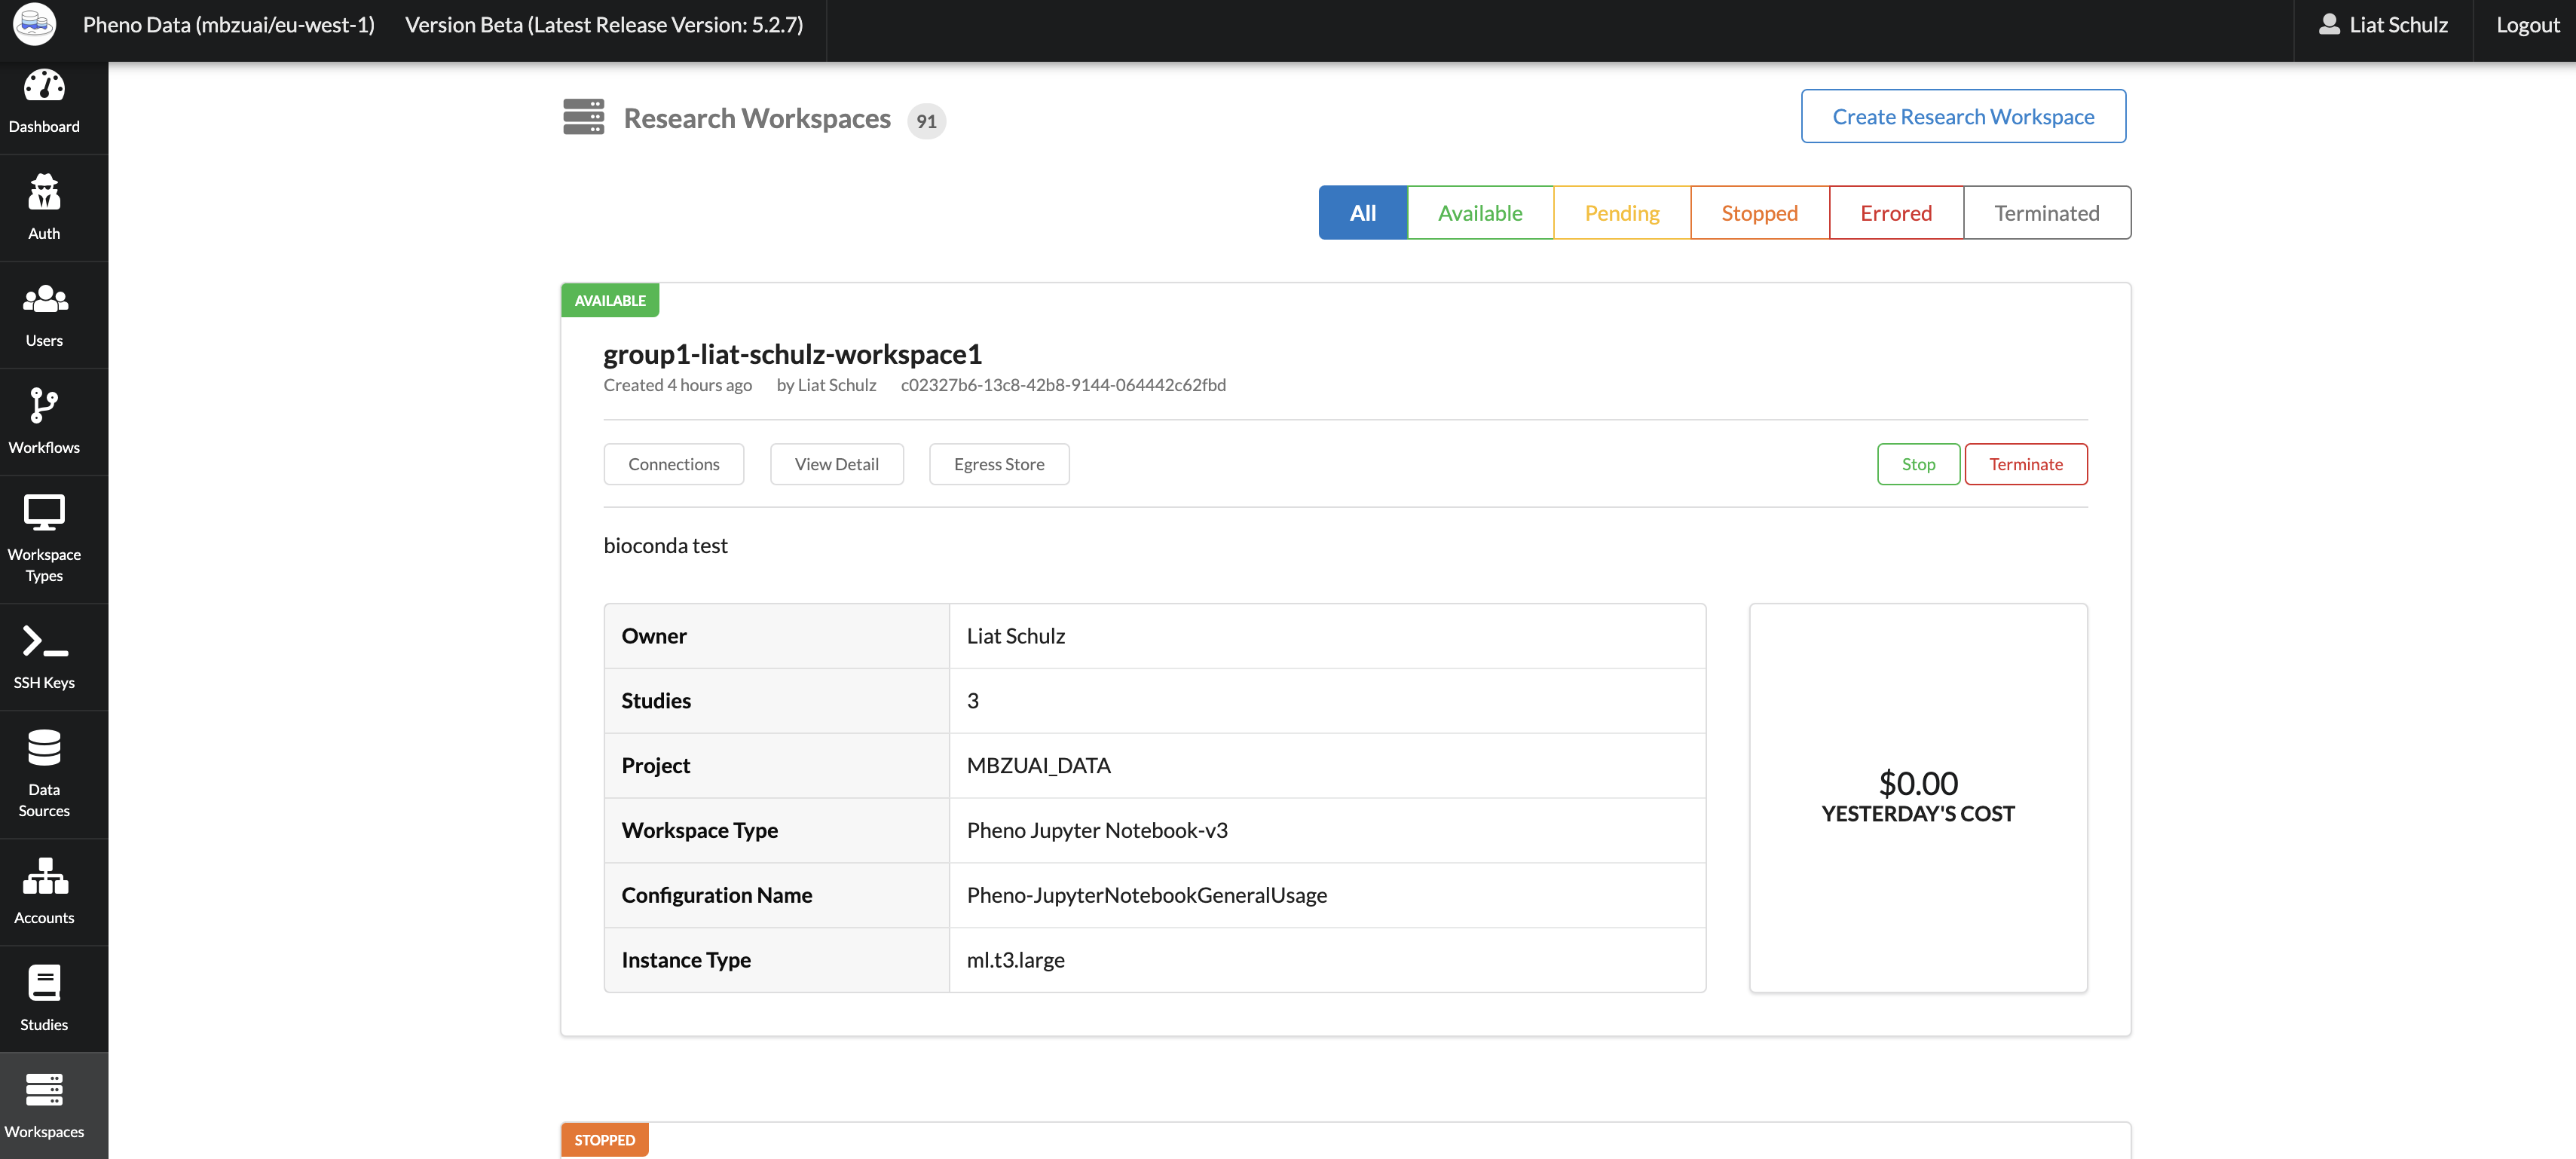 Pheno Data (mbzuai/eu-west-1) Version Beta (Latest Release Version: 5.2.7) Liat Schulz Logout
Dashboard
Auth
Users
Workflows
Workspace
Types
SSH Keys
Data
Sources
Accounts
Studies
Workspaces
Research Workspaces 91 Create Research Workspace
All Available Pending Stopped Errored Terminated
AVAILABLE
group1-liat-schulz-workspace1
Created 4 hours ago by Liat Schulz c02327b6-13c8-42b8-9144-064442c62fbd
Connections View Detail Egress Store Stop Terminate
bioconda test
Owner Liat Schulz
Studies 3
Project MBZUAI_DATA
Workspace Type Pheno Jupyter Notebook-v3
Configuration Name Pheno-JupyterNotebookGeneralUsage
Instance Type ml.t3.large
$0.00
YESTERDAY'S COST
STOPPED